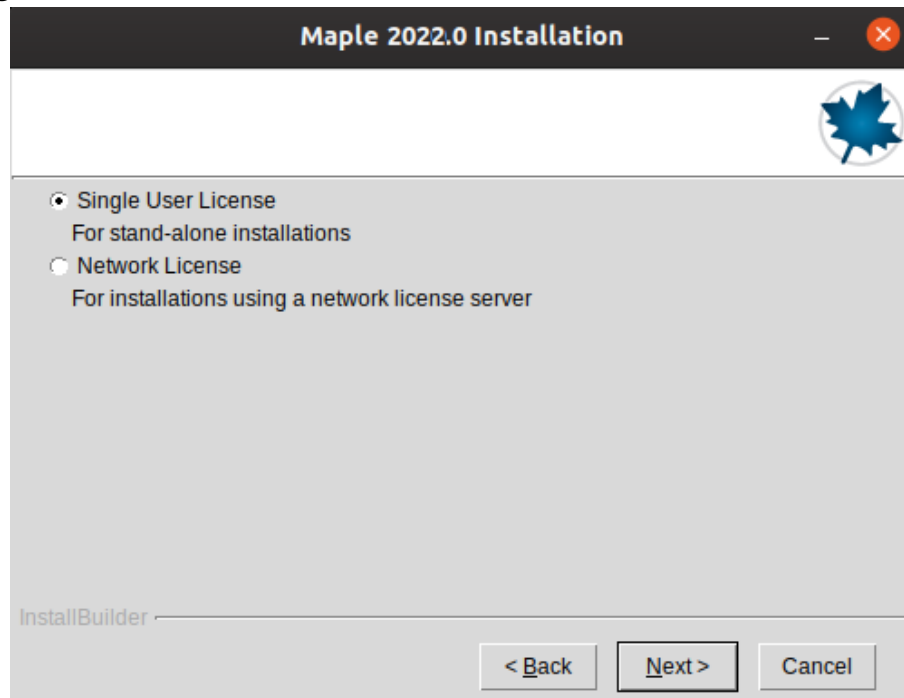 Maple 2022.0 Installation
Single User License
For stand-alone installations
Network License
For installations using a network license server
InstallBuilder
< Back Next > Cancel